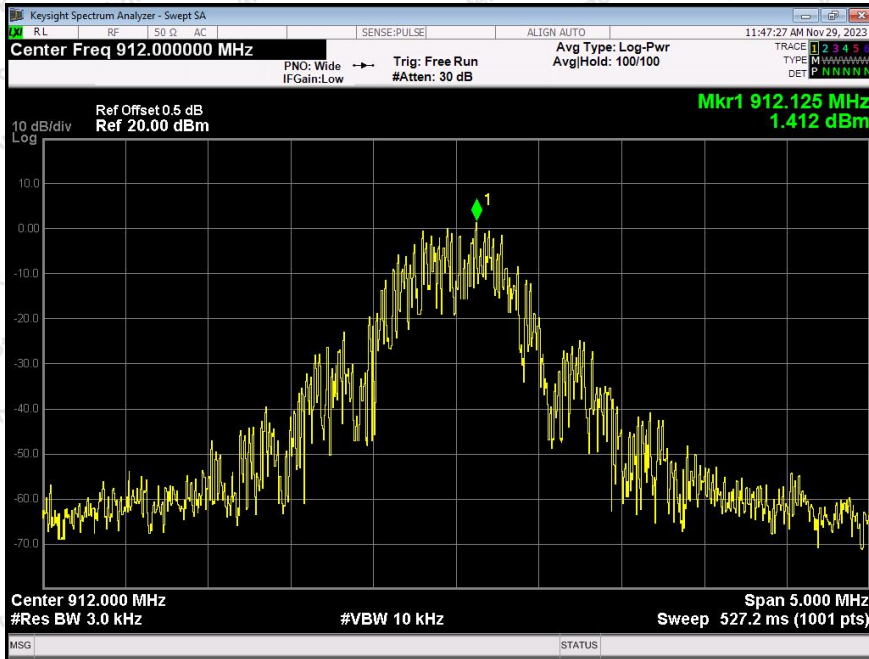 Keysight Spectrum Analyzer - Swept SA
LXI RL RF 50 Ω AC SENSE:PULSE ALIGN AUTO 11:47:27 AM Nov 29, 2023
Center Freq 912.000000 MHz
PNO: Wide
IFGain:Low
Trig: Free Run
#Atten: 30 dB
Avg Type: Log-Pwr
Avg|Hold: 100/100
TRACE 1 2 3 4 5 6
TYPE M W W W W W
DET P N N N N N
Mkr1 912.125 MHz
1.412 dBm
10 dB/div
Log
Ref Offset 0.5 dB
Ref 20.00 dBm
1
10.0
0.00
-10.0
-20.0
-30.0
-40.0
-50.0
-60.0
-70.0
Center 912.000 MHz
Span 5.000 MHz
#Res BW 3.0 kHz
#VBW 10 kHz
Sweep 527.2 ms (1001 pts)
MSG
STATUS